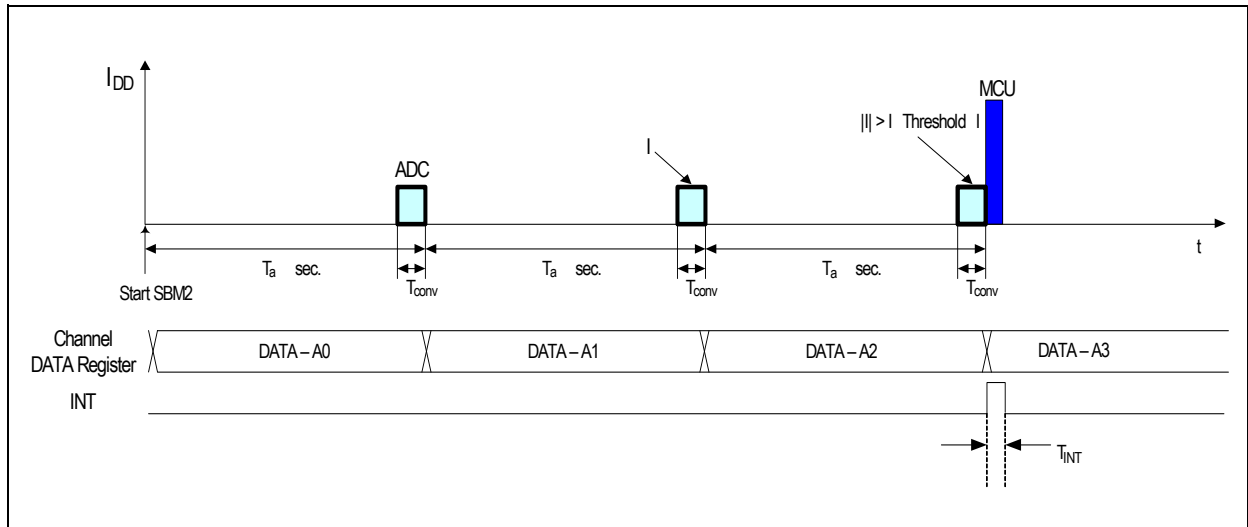 IDD
MCU
||I| > I Threshold I
I
ADC
t
Ta sec.
Ta sec.
Ta sec.
Tconv
Tconv
Tconv
Start SBM2
Channel
DATA Register
DATA – A0
DATA – A1
DATA – A2
DATA – A3
INT
TINT